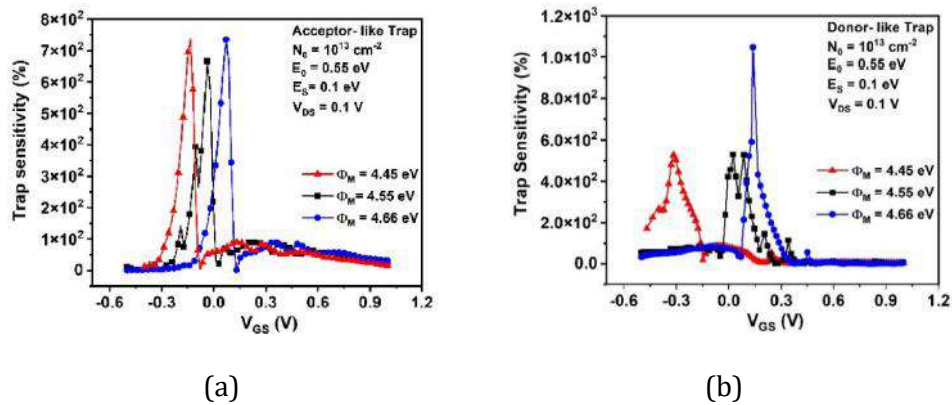 8×10²
7×10²
6×10²
5×10²
4×10²
3×10²
2×10²
1×10²
0
Trap sensitivity (%)
Acceptor- like Trap
N₀ = 10¹³ cm⁻²
E₀ = 0.55 eV
E_S= 0.1 eV
V_DS = 0.1 V
Φ_M = 4.45 eV
Φ_M = 4.55 eV
Φ_M = 4.66 eV
-0.6 -0.3 0.0 0.3 0.6 0.9 1.2
V_GS (V)
(a)
1.2×10³
1.0×10³
8.0×10²
6.0×10²
4.0×10²
2.0×10²
0.0
Trap Sensitivity (%)
Donor- like Trap
N₀ = 10¹³ cm⁻²
E₀ = 0.55 eV
E_S = 0.1 eV
V_DS = 0.1 V
Φ_M = 4.45 eV
Φ_M = 4.55 eV
Φ_M = 4.66 eV
-0.6 -0.3 0.0 0.3 0.6 0.9 1.2
V_GS (V)
(b)